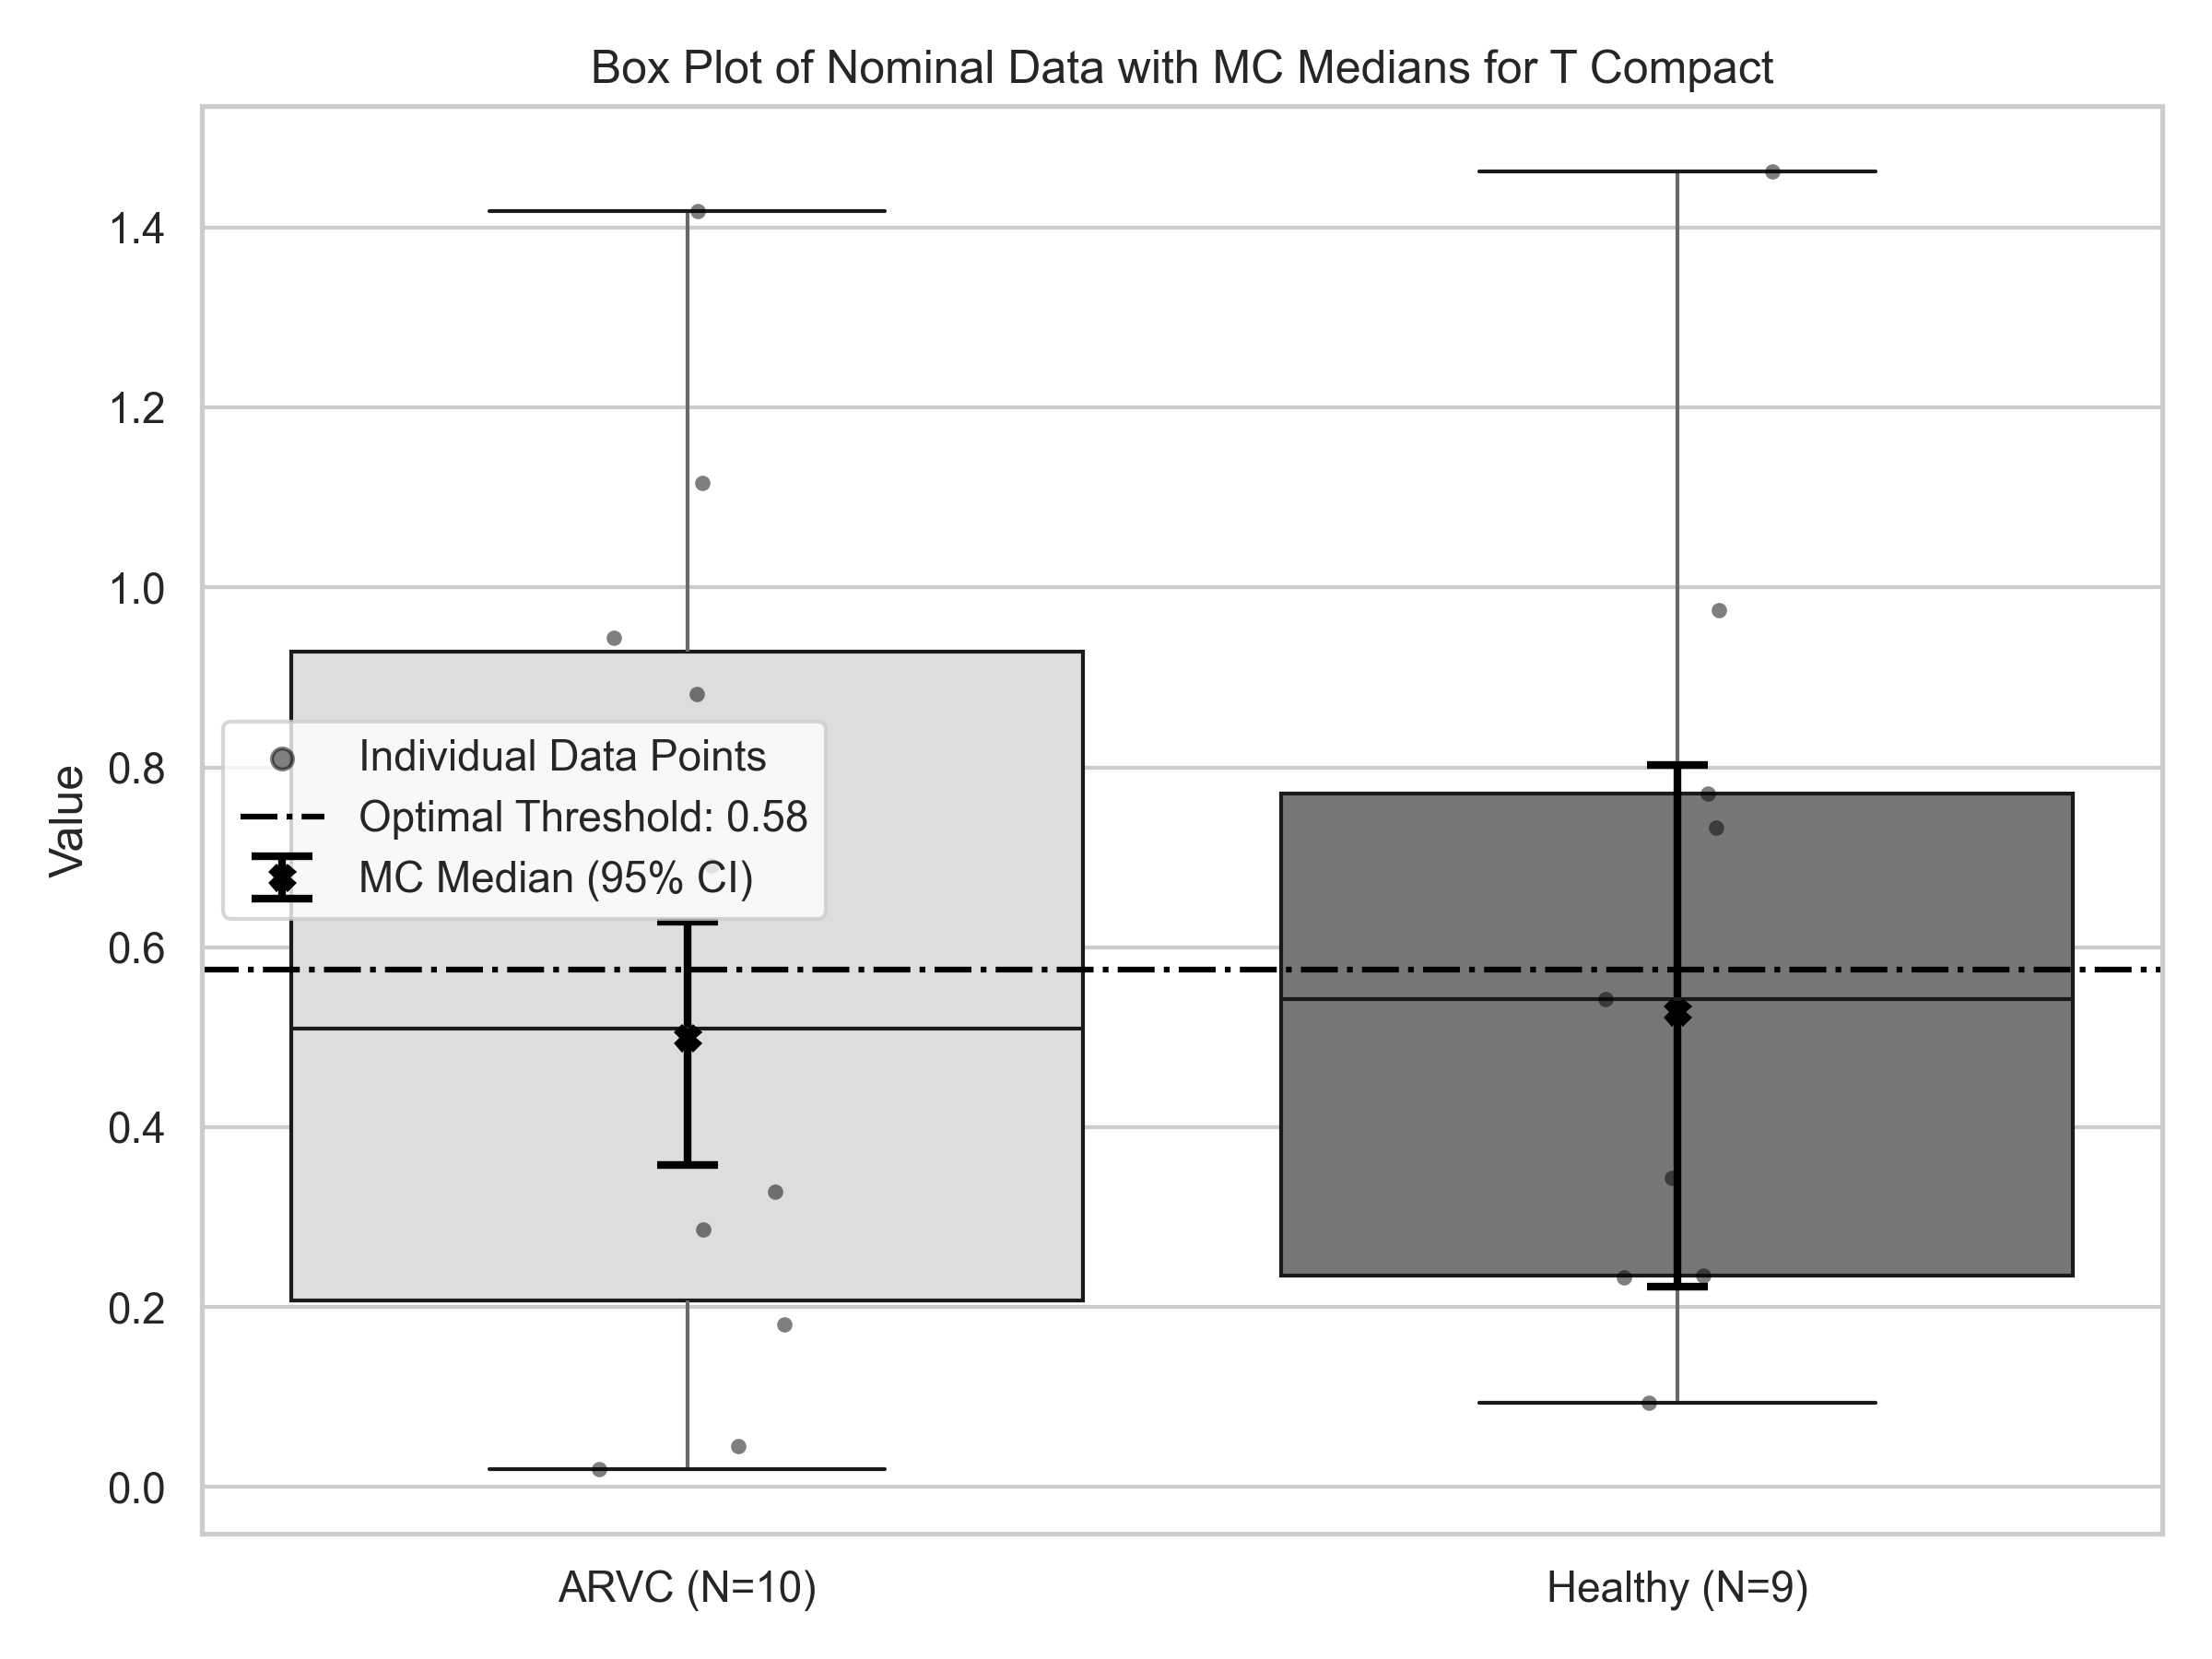 Box Plot of Nominal Data with MC Medians for T Compact
Value
1.4
1.2
1.0
0.8
0.6
0.4
0.2
0.0
Individual Data Points
Optimal Threshold: 0.58
MC Median (95% CI)
ARVC (N=10)
Healthy (N=9)